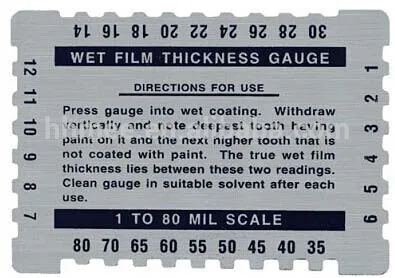 14 16 18 20 22 24 26 28 30
WET FILM THICKNESS GAUGE
12 11 10 9 8 7
DIRECTIONS FOR USE
Press gauge into wet coating. Withdraw
vertically and note deepest tooth having
paint on it and the next higher tooth that is
not coated with paint. The true wet film
thickness lies between these two readings.
Clean gauge in suitable solvent after each
use.
1 2 3 4 5 6
1 TO 80 MIL SCALE
80 70 65 60 55 50 45 40 35